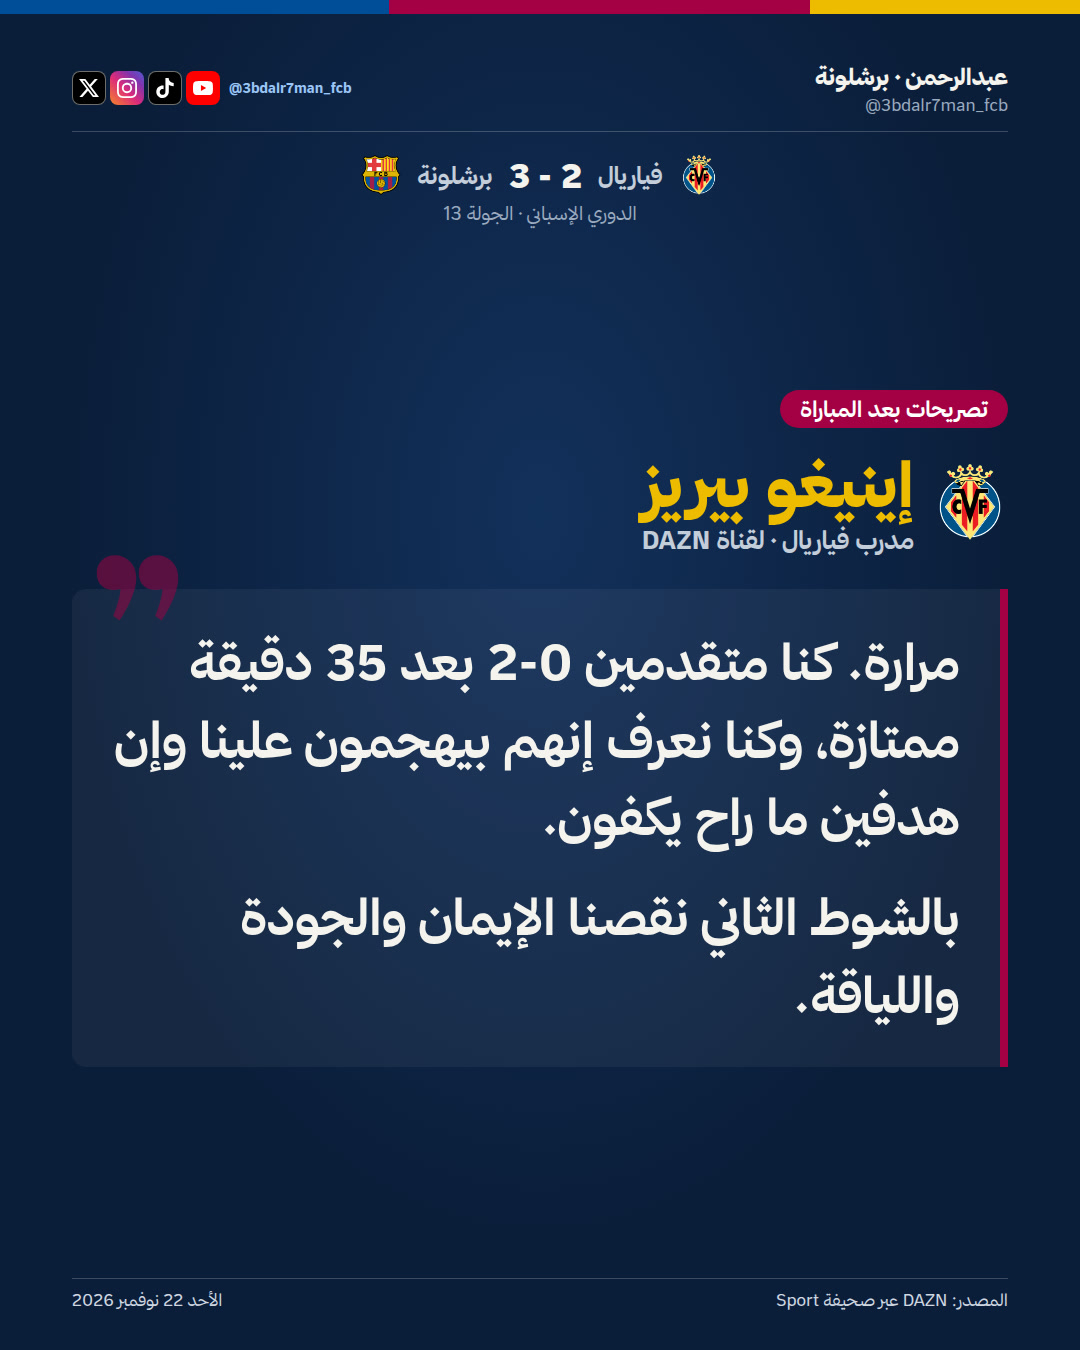 عبدالرحمن · برشلونة
@3bdalr7man_fcb
@3bdalr7man_fcb
فياريال 2 - 3 برشلونة
الدوري الإسباني · الجولة 13
تصريحات بعد المباراة
إينيغو بيريز
مدرب فياريال · لقناة DAZN
مرارة. كنا متقدمين 0-2 بعد 35 دقيقة
ممتازة، وكنا نعرف إنهم بيهجمون علينا وإن
هدفين ما راح يكفون.
بالشوط الثاني نقصنا الإيمان والجودة
واللياقة.
المصدر: DAZN عبر صحيفة Sport
الأحد 22 نوفمبر 2026